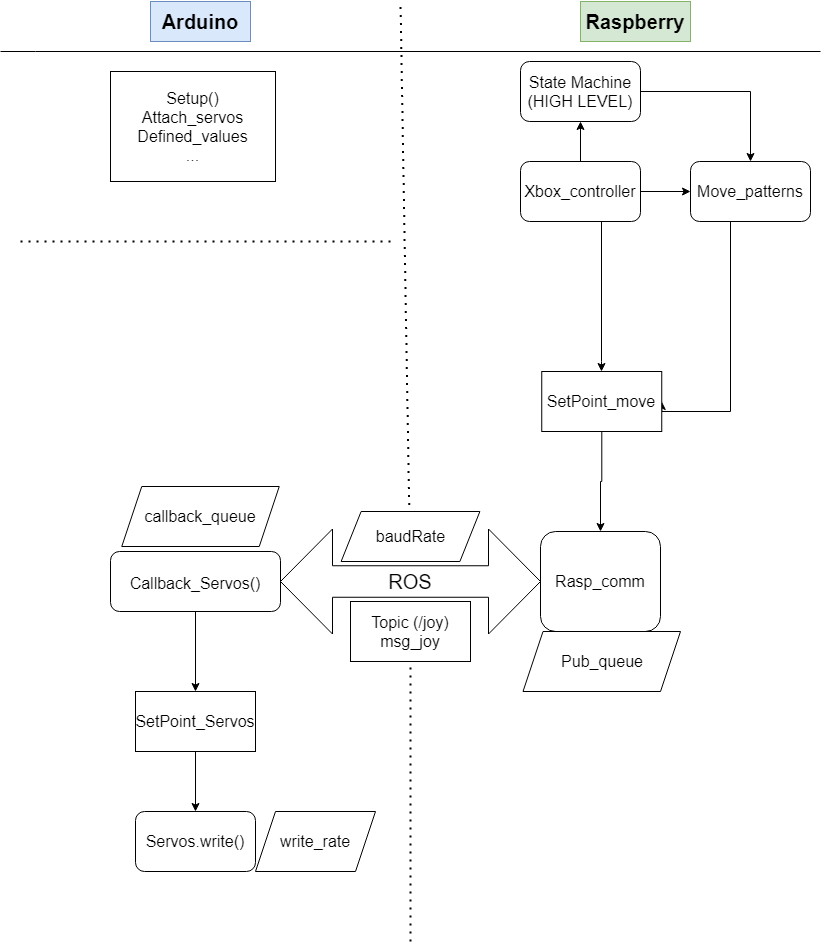 Arduino
Raspberry
Setup()
Attach_servos
Defined_values
...
State Machine
(HIGH LEVEL)
Xbox_controller
Move_patterns
SetPoint_move
callback_queue
baudRate
Callback_Servos()
ROS
Rasp_comm
Topic (/joy)
msg_joy
Pub_queue
SetPoint_Servos
Servos.write()
write_rate